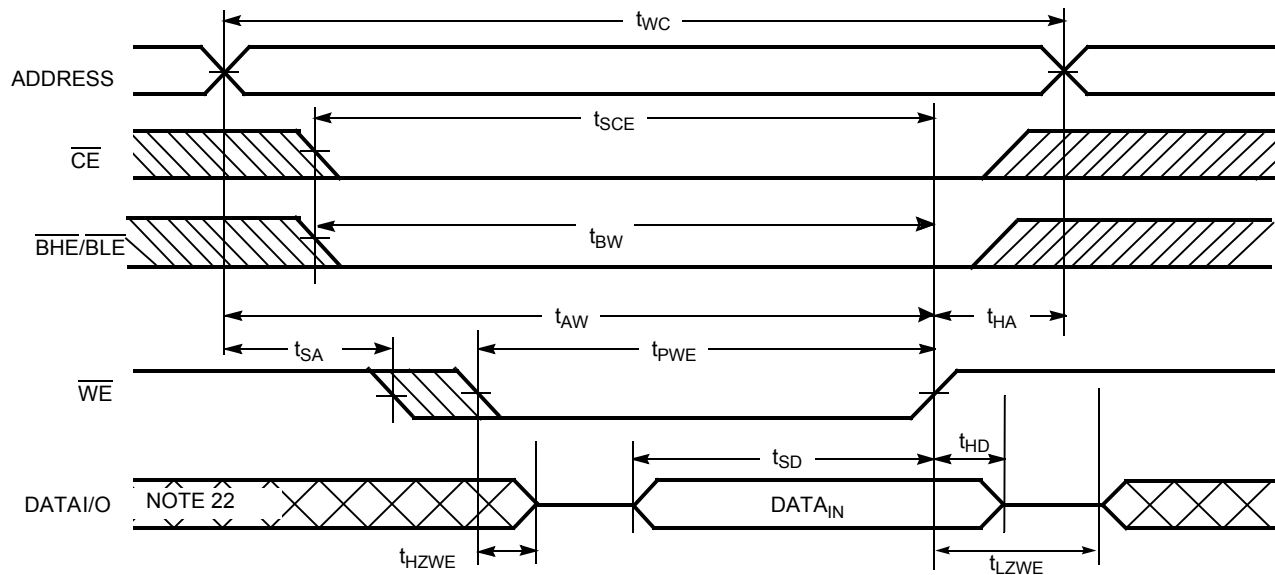 tWC
ADDRESS
tSCE
CE
BHE/BLE
tBW
tAW
tHA
tSA
tPWE
WE
tSD
tHD
DATAI/O
NOTE 22
DATAIN
tHZWE
tLZWE